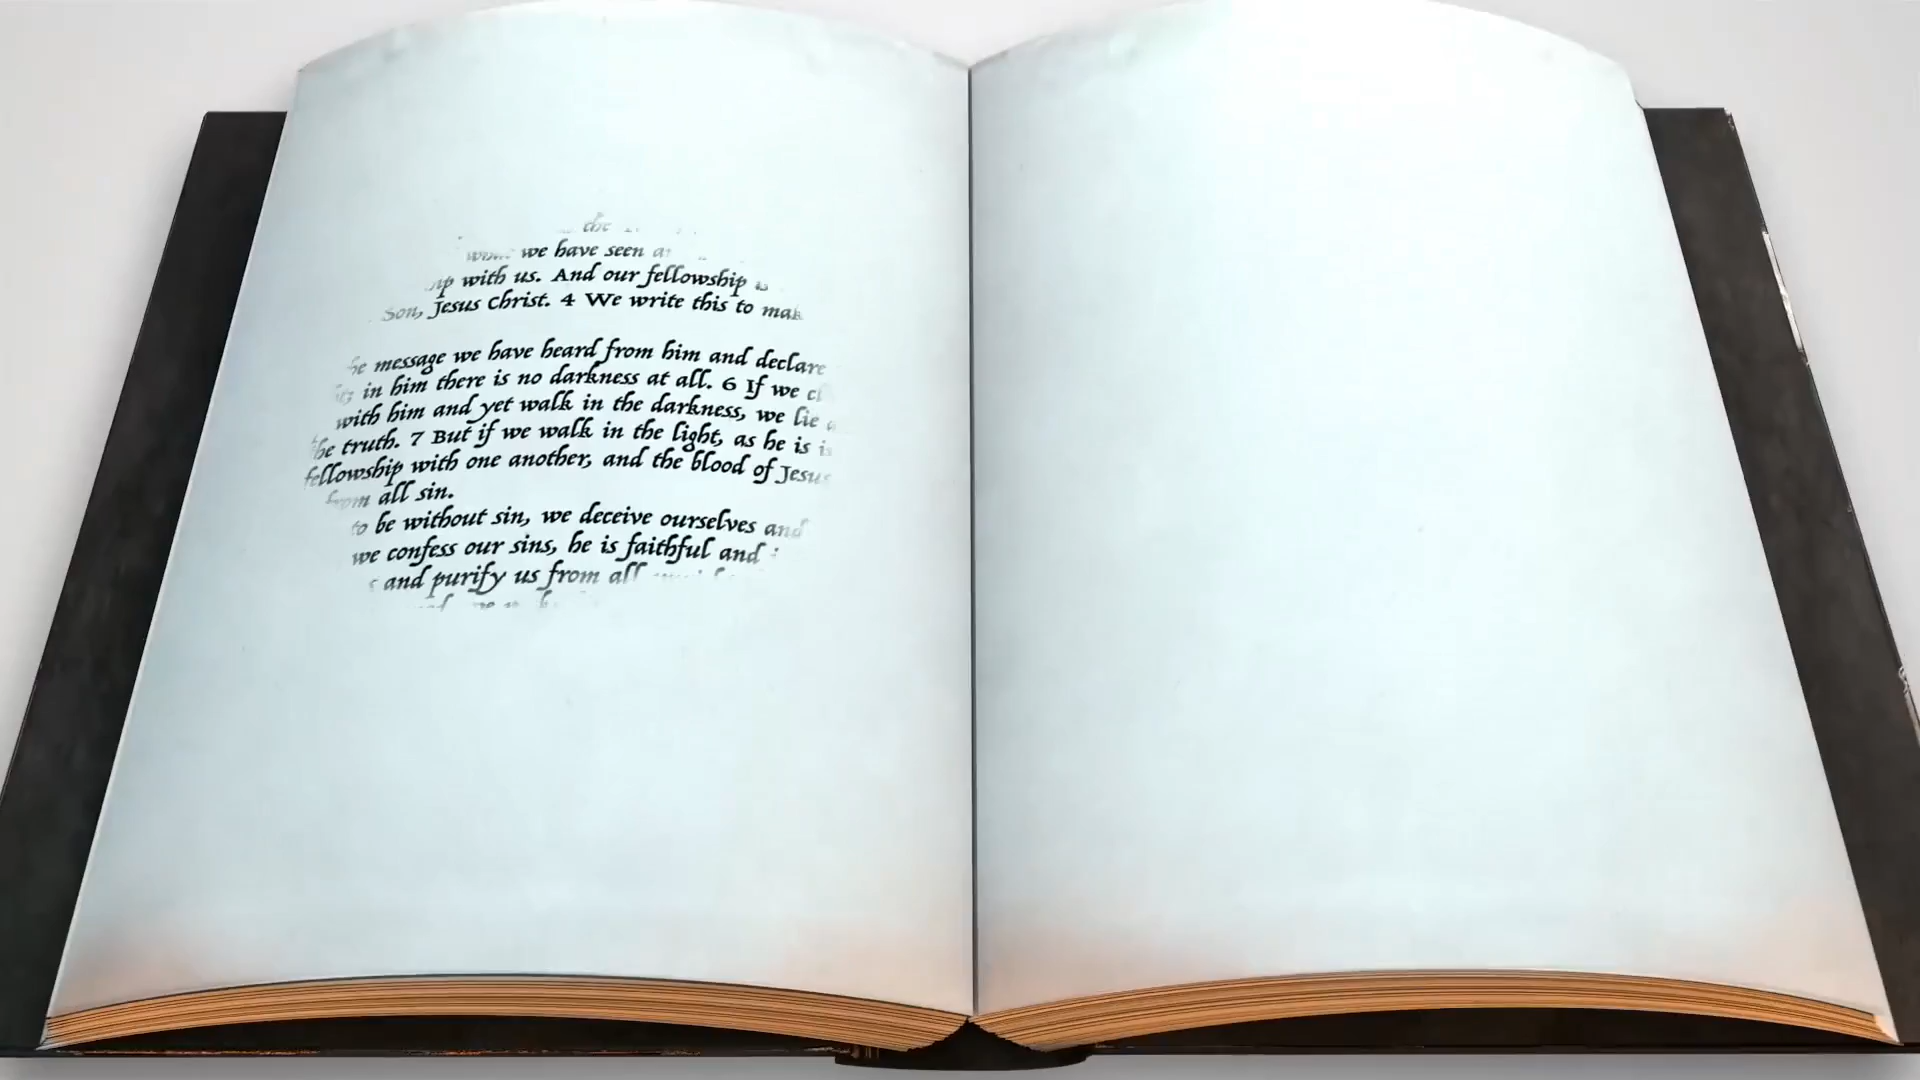 the
we have seen
with us. And our fellowship
Son, Jesus Christ. 4 We write this to
message we have heard from him and declare
in him there is no darkness at all. 6 If we
with him and yet walk in the darkness, we lie
the truth. 7 But if we walk in the light, as he is
fellowship with one another, and the blood of Jesus
from all sin.
to be without sin, we deceive ourselves and
we confess our sins, he is faithful and
and purify us from all